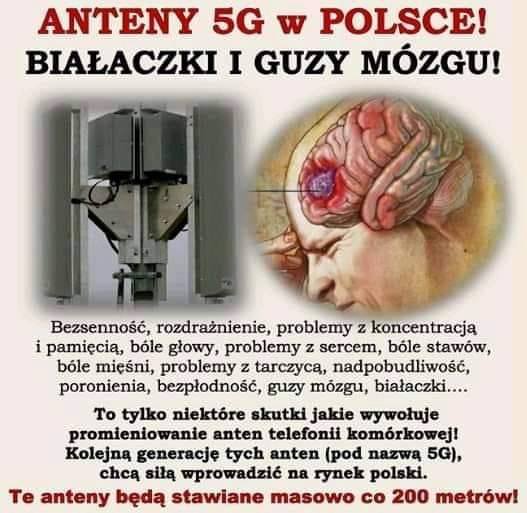 ANTENY 5G w POLSCE!
BIAŁACZKI I GUZY MÓZGU!
Bezsenność, rozdrażnienie, problemy z koncentracją
i pamięcią, bóle głowy, problemy z sercem, bóle stawów,
bóle mięśni, problemy z tarczycą, nadpobudliwość,
poronienia, bezpłodność, guzy mózgu, białaczki....
To tylko niektóre skutki jakie wywołuje
promieniowanie anten telefonii komórkowej!
Kolejną generację tych anten (pod nazwą 5G),
chcą siłą wprowadzić na rynek polski.
Te anteny będą stawiane masowo co 200 metrów!